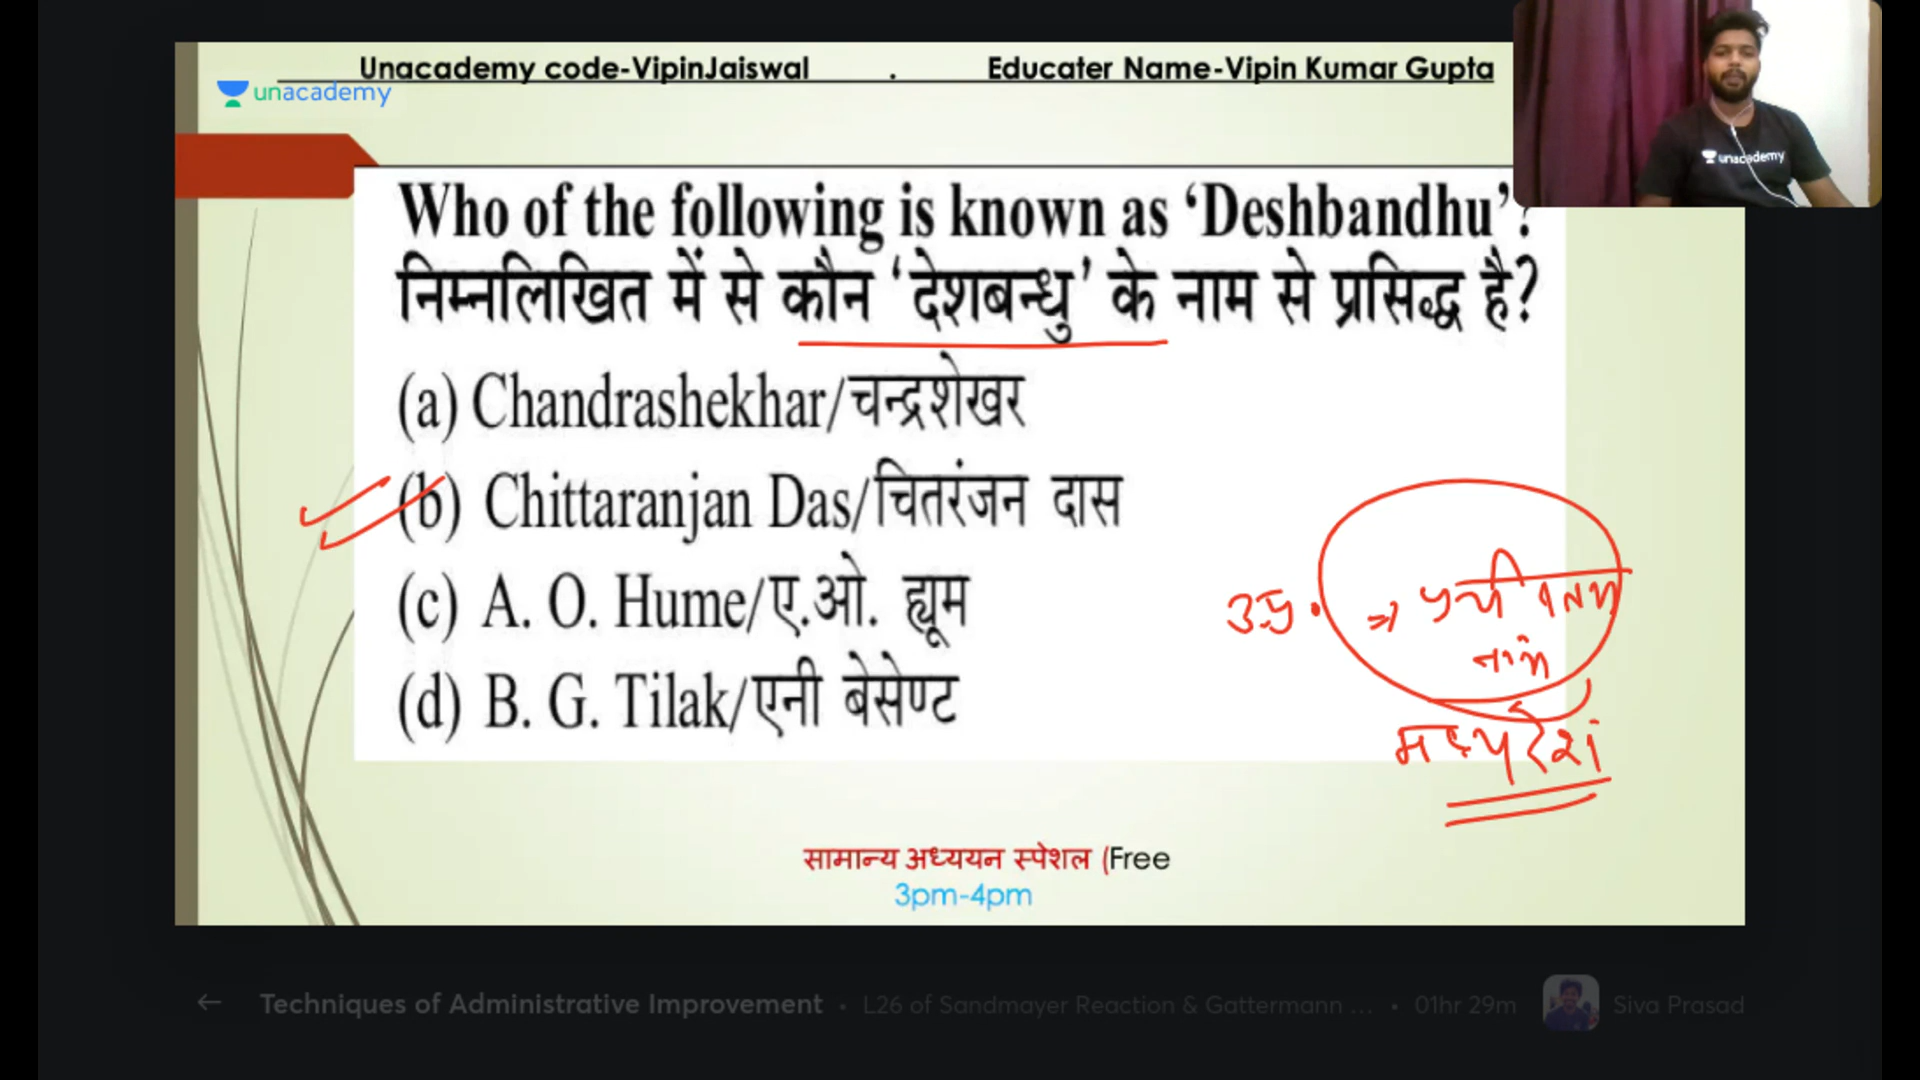 Unacademy code-VipinJaiswal . Educater Name-Vipin Kumar Gupta
unacademy
unacademy
Who of the following is known as ‘Deshbandhu’?
निम्नलिखित में से कौन ‘देशबन्धु’ के नाम से प्रसिद्ध है?
(a) Chandrashekhar/चन्द्रशेखर
(b) Chittaranjan Das/चितरंजन दास
(c) A. O. Hume/ए.ओ. ह्यूम
(d) B. G. Tilak/एनी बेसेण्ट
उ.प्र. ⇒
नाम
मध्यदेश
सामान्य अध्ययन स्पेशल (Free
3pm-4pm
← Techniques of Administrative Improvement • L26 of Sandmayer Reaction & Gattermann ... • 01hr 29m Siva Prasad